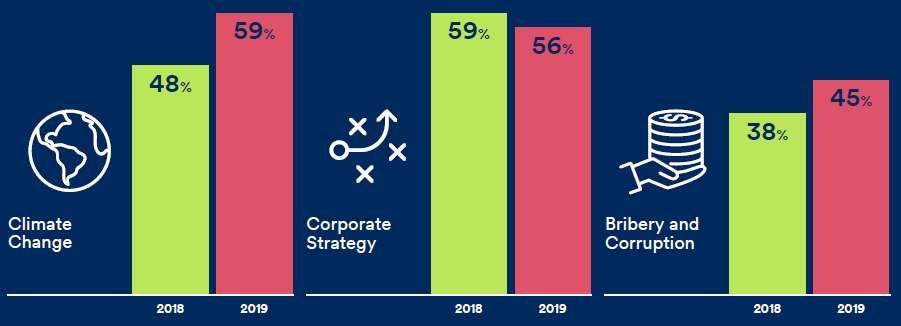 48%
59%
Climate
Change
2018
2019
59%
56%
Corporate
Strategy
2018
2019
38%
45%
$
Bribery and
Corruption
2018
2019